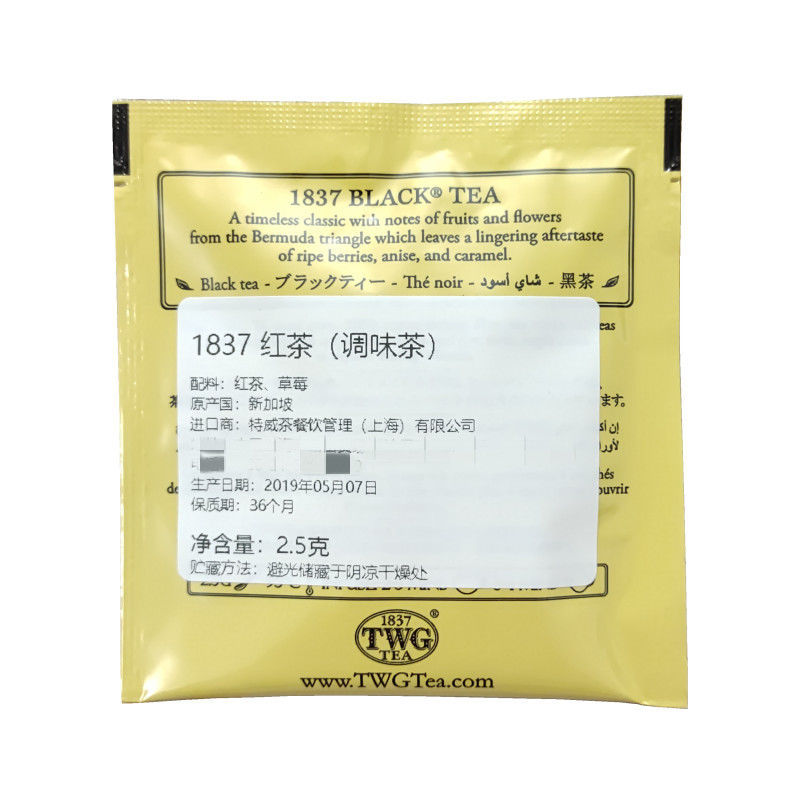 1837 BLACK® TEA
A timeless classic with notes of fruits and flowers
from the Bermuda triangle which leaves a lingering aftertaste
of ripe berries, anise, and caramel.
Black tea - ブラックティー - Thé noir - شاي أسود - 黑茶
eas
1837 红茶（调味茶）
配料：红茶、草莓
原产国：新加坡
ます。
进口商：特威茶餐饮管理（上海）有限公司
生产日期：2019年05月07日
hés
de
ouvrir
保质期：36个月
净含量：2.5克
贮藏方法：避光储藏于阴凉干燥处
1837
TWG®
TEA
www.TWGTea.com